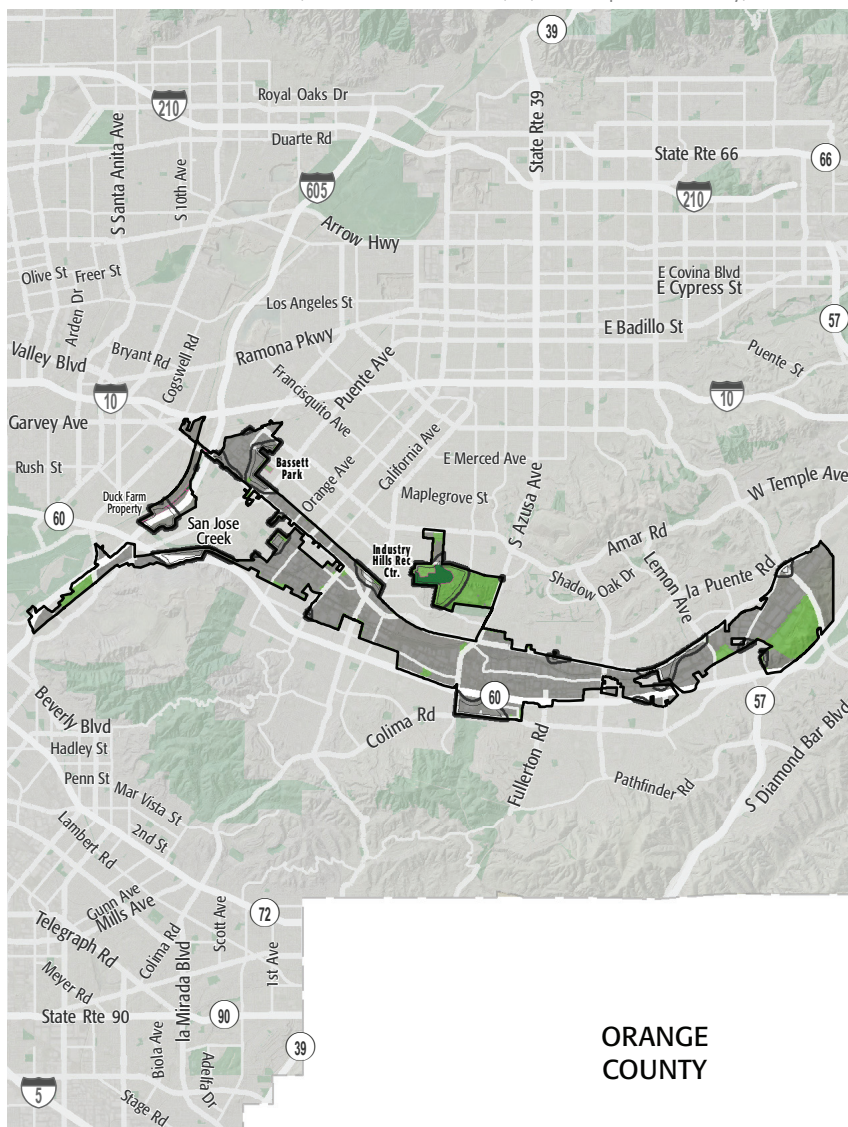 39
210
Royal Oaks Dr
Duarte Rd
S Santa Anita Ave
S 10th Ave
605
State Rte 39
State Rte 66
66
210
Arrow Hwy
Olive St
Freer St
Arden Dr
Los Angeles St
E Covina Blvd
E Cypress St
E Badillo St
57
Valley Blvd
Bryant Rd
Cogswell Rd
Ramona Pkwy
Puente Ave
Puente St
Francisquito Ave
10
10
Garvey Ave
California Ave
Rush St
Bassett
Park
Orange Ave
E Merced Ave
Maplegrove St
S Azusa Ave
W Temple Ave
Duck Farm
Property
60
San Jose
Creek
Industry
Hills Rec
Ctr.
Amar Rd
Shadow Oak Dr
Lemon Ave
la Puente Rd
Beverly Blvd
Hadley St
Penn St
Mar Vista St
Colima Rd
60
Fullerton Rd
57
Pathfinder Rd
S Diamond Bar Blvd
Lambert Rd
2nd St
Gunn Ave
Mills Ave
Telegraph Rd
Colima Rd
Scott Ave
72
1st Ave
Meyer Rd
la Mirada Blvd
State Rte 90
90
39
Biola Ave
Adelfa Dr
5
Stage Rd
ORANGE
COUNTY